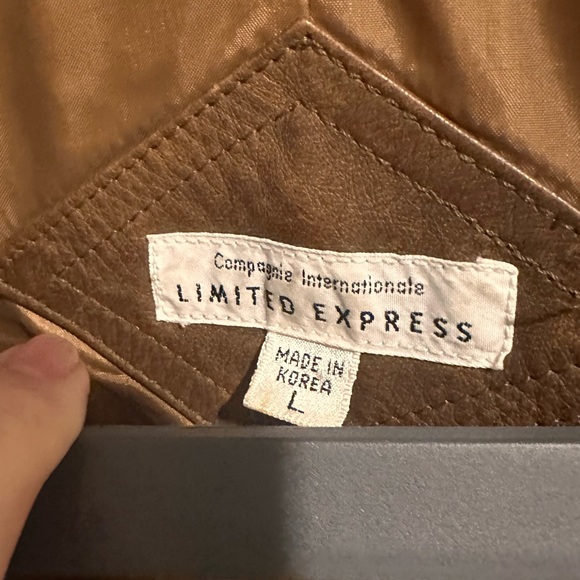 Compagnie Internationale
LIMITED EXPRESS
MADE IN
KOREA
L